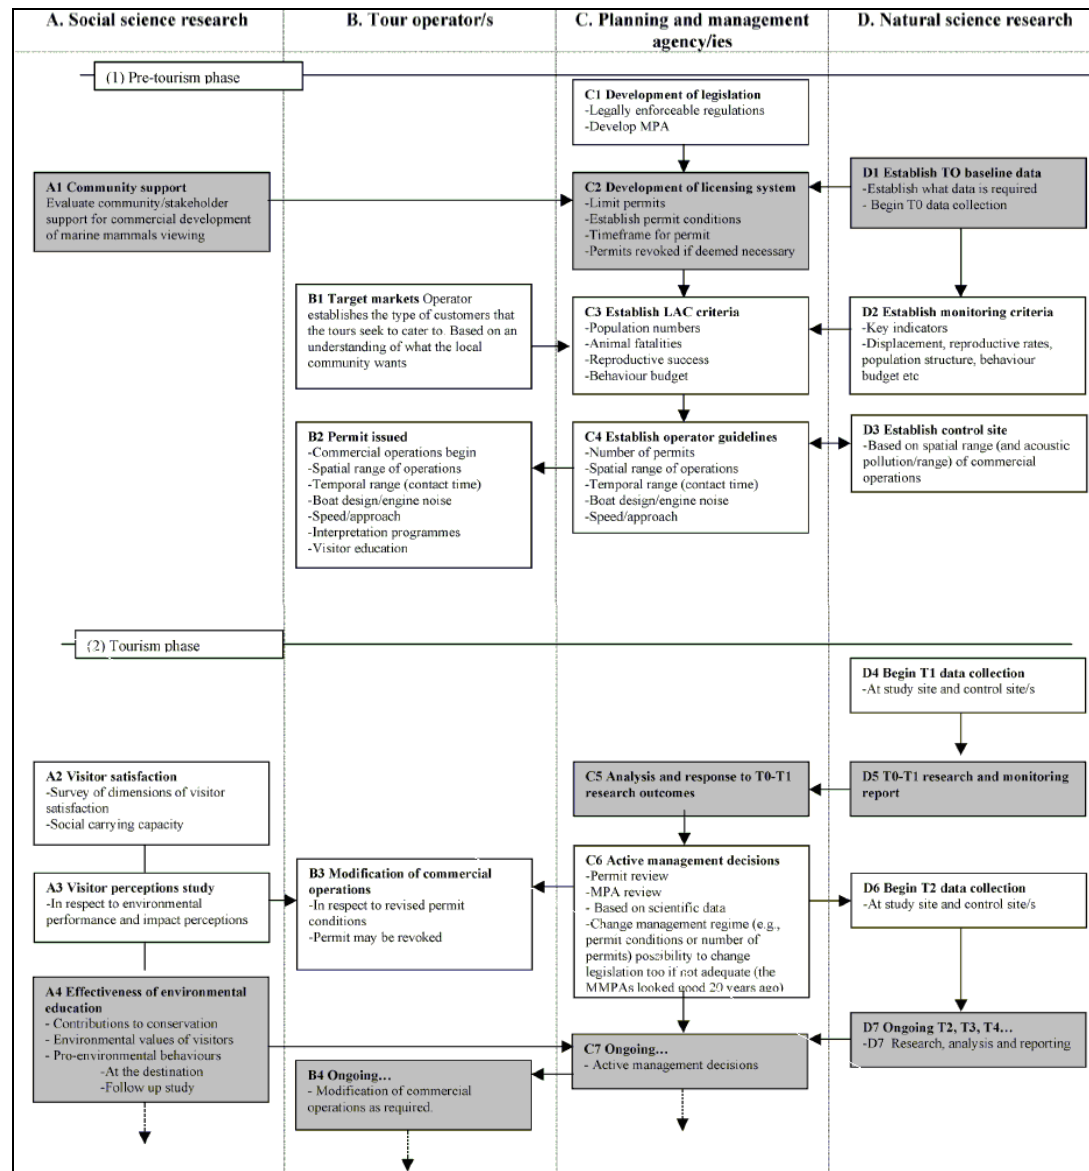 A. Social science research
B. Tour operator/s
C. Planning and management
agency/ies
D. Natural science research
(1) Pre-tourism phase
C1 Development of legislation
-Legally enforceable regulations
-Develop MPA
A1 Community support
Evaluate community/stakeholder
support for commercial development
of marine mammals viewing
C2 Development of licensing system
-Limit permits
-Establish permit conditions
-Timeframe for permit
-Permits revoked if deemed necessary
D1 Establish TO baseline data
-Establish what data is required
- Begin T0 data collection
B1 Target markets Operator
establishes the type of customers that
the tours seek to cater to. Based on an
understanding of what the local
community wants
C3 Establish LAC criteria
-Population numbers
-Animal fatalities
-Reproductive success
-Behaviour budget
D2 Establish monitoring criteria
-Key indicators
-Displacement, reproductive rates,
population structure, behaviour
budget etc
B2 Permit issued
-Commercial operations begin
-Spatial range of operations
-Temporal range (contact time)
-Boat design/engine noise
-Speed/approach
-Interpretation programmes
-Visitor education
C4 Establish operator guidelines
-Number of permits
-Spatial range of operations
-Temporal range (contact time)
-Boat design/engine noise
-Speed/approach
D3 Establish control site
-Based on spatial range (and acoustic
pollution/range) of commercial
operations
(2) Tourism phase
D4 Begin T1 data collection
-At study site and control site/s
A2 Visitor satisfaction
-Survey of dimensions of visitor
satisfaction
-Social carrying capacity
C5 Analysis and response to T0-T1
research outcomes
D5 T0-T1 research and monitoring
report
A3 Visitor perceptions study
-In respect to environmental
performance and impact perceptions
B3 Modification of commercial
operations
-In respect to revised permit
conditions
-Permit may be revoked
C6 Active management decisions
-Permit review
-MPA review
- Based on scientific data
-Change management regime (e.g.,
permit conditions or number of
permits) possibility to change
legislation too if not adequate (the
MMPAs looked good 20 years ago)
D6 Begin T2 data collection
-At study site and control site/s
A4 Effectiveness of environmental
education
- Contributions to conservation
- Environmental values of visitors
- Pro-environmental behaviours
-At the destination
-Follow up study
B4 Ongoing…
- Modification of commercial
operations as required.
C7 Ongoing…
- Active management decisions
D7 Ongoing T2, T3, T4…
- D7 Research, analysis and reporting